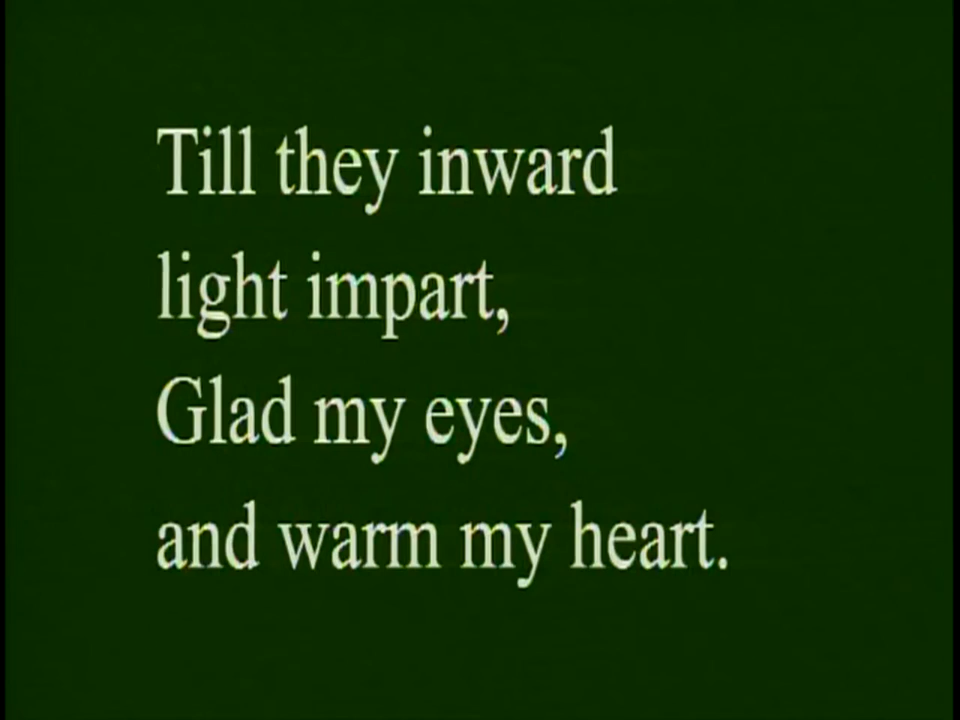 Till they inward
light impart,
Glad my eyes,
and warm my heart.